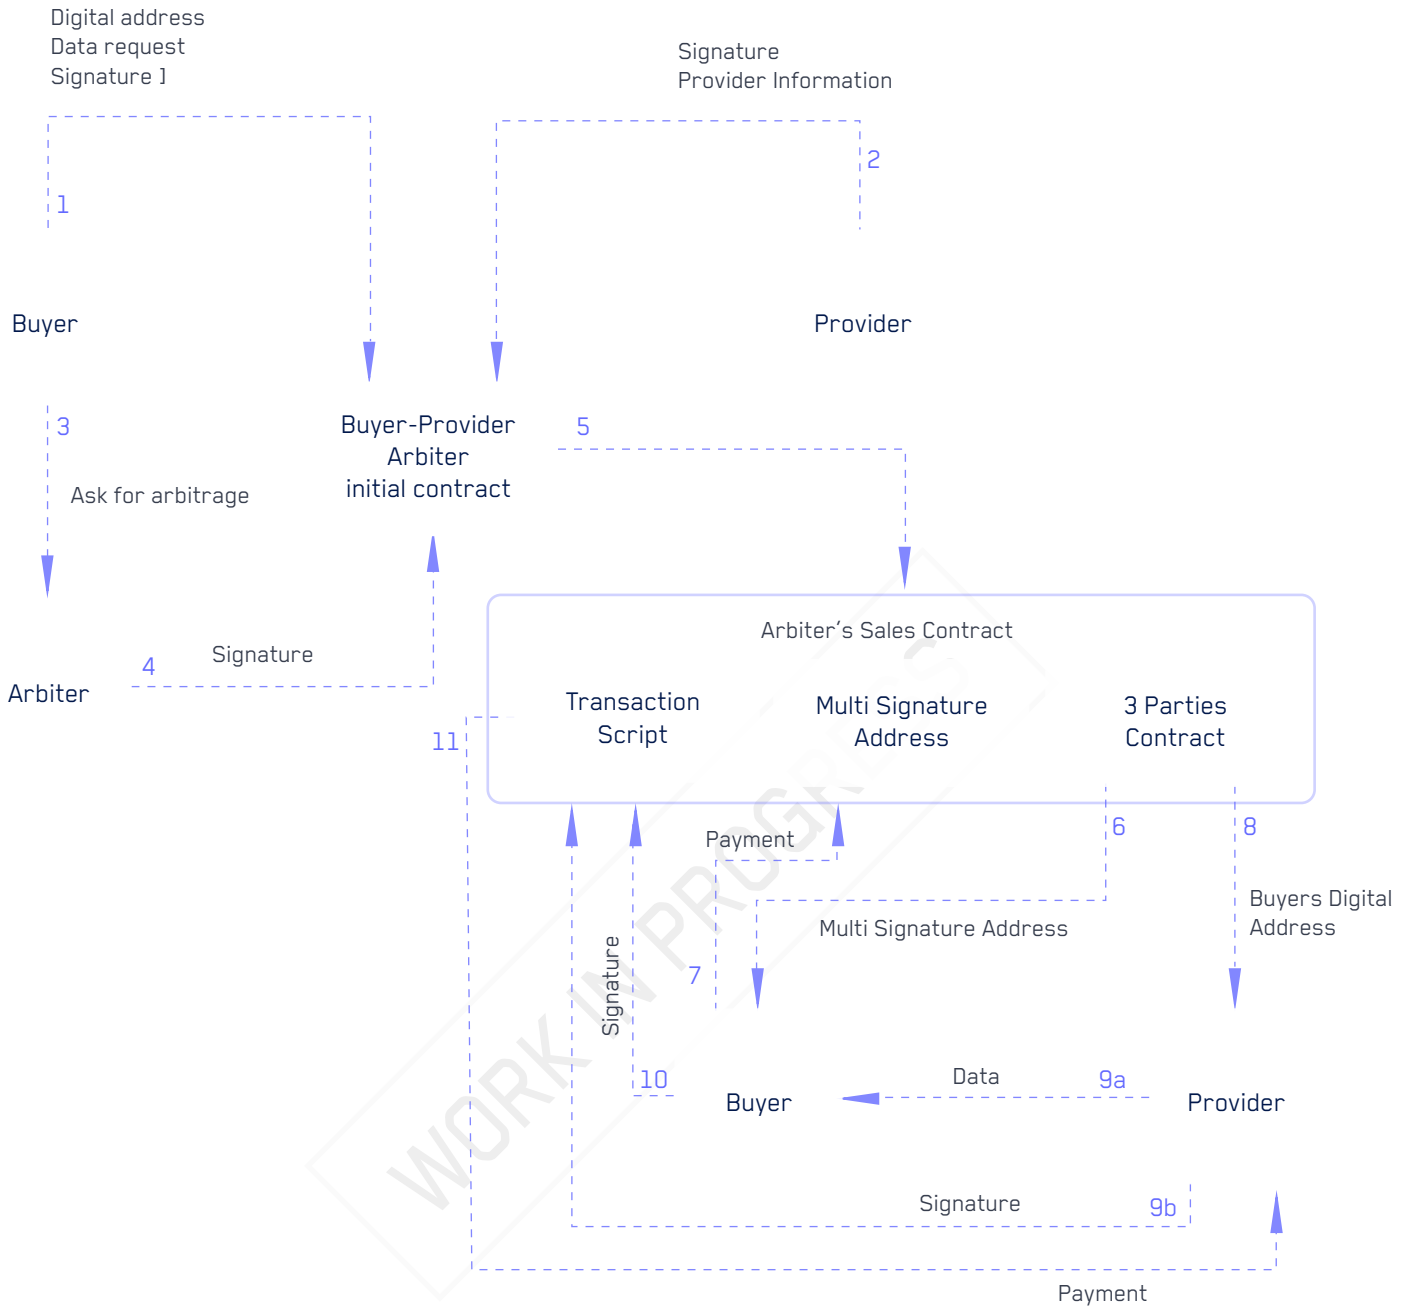 Digital address
Data request
Signature ]
Signature
Provider Information
1
2
Buyer
Provider
3
Ask for arbitrage
Buyer-Provider
Arbiter
initial contract
5
4
Signature
Arbiter
Arbiter's Sales Contract
Transaction
Script
Multi Signature
Address
3 Parties
Contract
11
6
8
Payment
Buyers Digital
Address
Multi Signature Address
7
Signature
10
Buyer
Data
9a
Provider
Signature
9b
Payment
WORK IN PROGRESS